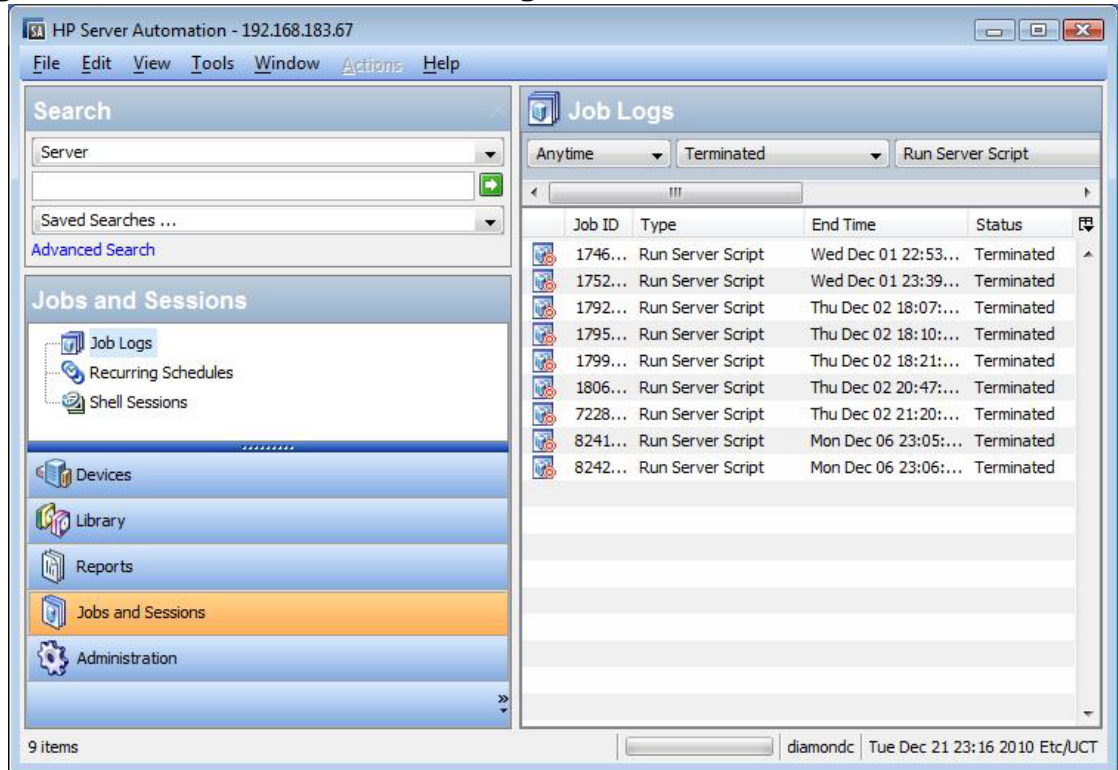 HP Server Automation - 192.168.183.67
File Edit View Tools Window Actions Help
Search
Server
Saved Searches ...
Advanced Search
Jobs and Sessions
Job Logs
Recurring Schedules
Shell Sessions
Devices
Library
Reports
Jobs and Sessions
Administration
Job Logs
Anytime Terminated Run Server Script
Job ID Type End Time Status
1746... Run Server Script Wed Dec 01 22:53... Terminated
1752... Run Server Script Wed Dec 01 23:39... Terminated
1792... Run Server Script Thu Dec 02 18:07:... Terminated
1795... Run Server Script Thu Dec 02 18:10:... Terminated
1799... Run Server Script Thu Dec 02 18:21:... Terminated
1806... Run Server Script Thu Dec 02 20:47:... Terminated
7228... Run Server Script Thu Dec 02 21:20:... Terminated
8241... Run Server Script Mon Dec 06 23:05:... Terminated
8242... Run Server Script Mon Dec 06 23:06:... Terminated
9 items diamondc Tue Dec 21 23:16 2010 Etc/UCT